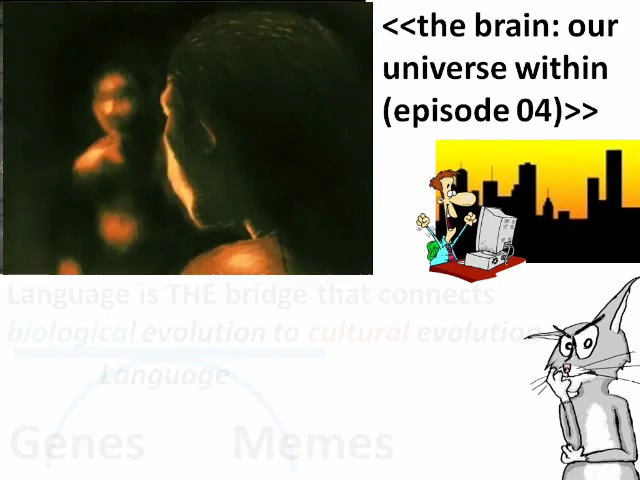 <<the brain: our
universe within
(episode 04)>>
Language is THE bridge that connects
biological evolution to cultural evolution
Language
Genes Memes